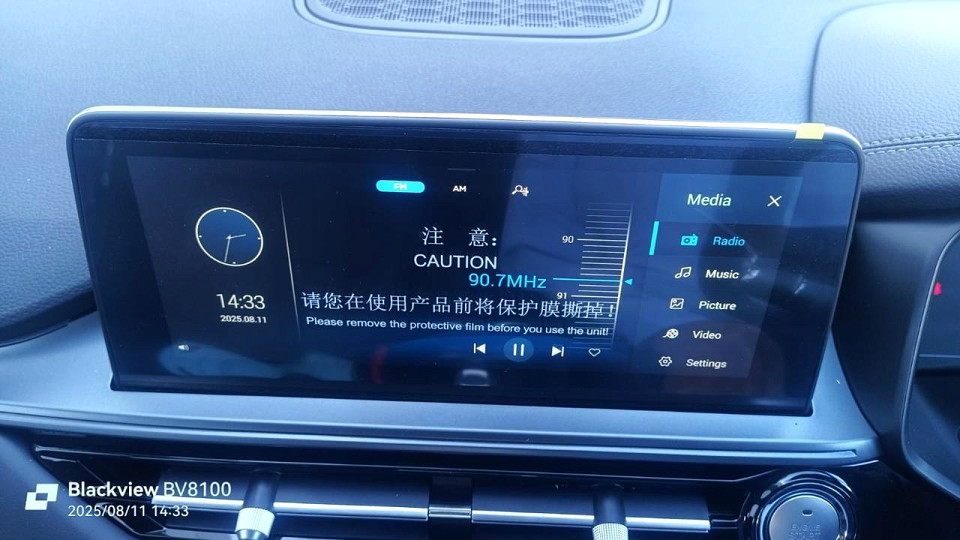 FM
AM
Media
注 意:
CAUTION
90
90.7MHz
91
请您在使用产品前将保护膜撕掉!
Please remove the protective film before you use the unit!
14:33
2025.08.11
Radio
Music
Picture
Video
Settings
ENGINE
START
Blackview BV8100
2025/08/11 14:33